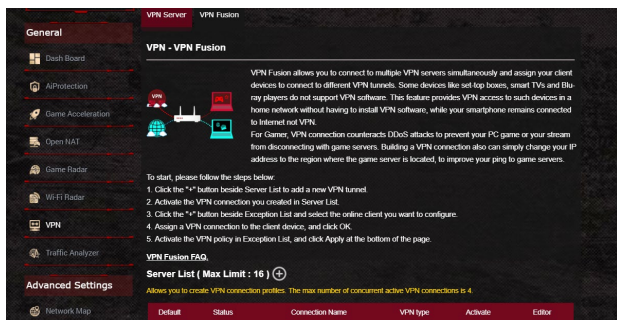 VPN Server VPN Fusion
General
VPN - VPN Fusion
Dash Board
AiProtection
Game Acceleration
Open NAT
Game Radar
Wi-Fi Radar
VPN
Traffic Analyzer
Advanced Settings
Network Map
VPN
VPN Fusion allows you to connect to multiple VPN servers simultaneously and assign your client
devices to connect to different VPN tunnels. Some devices like set-top boxes, smart TVs and Blu-
ray players do not support VPN software. This feature provides VPN access to such devices in a
home network without having to install VPN software, while your smartphone remains connected
to Internet not VPN.
For Gamer, VPN connection counteracts DDoS attacks to prevent your PC game or your stream
from disconnecting with game servers. Building a VPN connection also can simply change your IP
address to the region where the game server is located, to improve your ping to game servers.
To start, please follow the steps below:
1. Click the "+" button beside Server List to add a new VPN tunnel.
2. Activate the VPN connection you created in Server List.
3. Click the "+" button beside Exception List and select the online client you want to configure.
4. Assign a VPN connection to the client device, and click OK.
5. Activate the VPN policy in Exception List, and click Apply at the bottom of the page.
VPN Fusion FAQ.
Server List ( Max Limit : 16 )
Allows you to create VPN connection profiles. The max number of concurrent active VPN connections is 4.
Default Status Connection Name VPN type Activate Editor